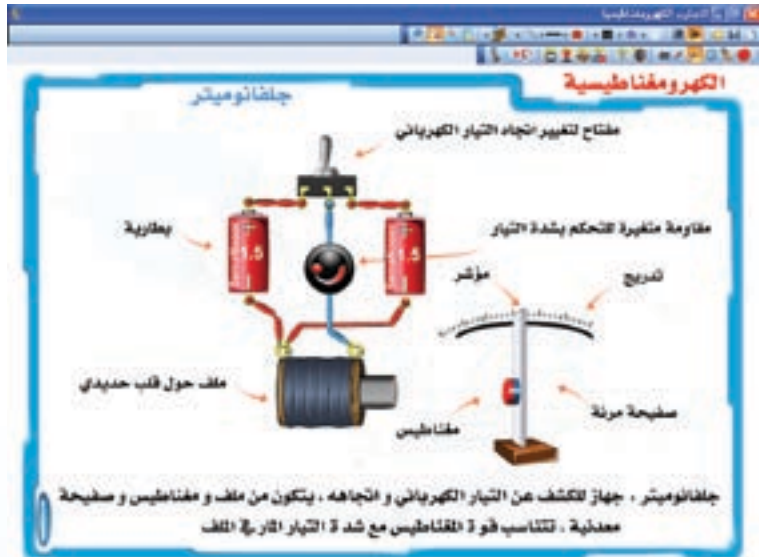 التجارب الكهرومغناطيسية
الكهرومغناطيسية
جلفانوميتر
مفتاح لتغيير اتجاه التيار الكهربائي
بطارية
مقاومة متغيرة للتحكم بشدة التيار
1.5
1.5
مؤشر
تدريج
ملف حول قلب حديدي
مغناطيس
صفيحة مرنة
جلفانوميتر ، جهاز للكشف عن التيار الكهربائي و اتجاهه ، يتكون من ملف و مغناطيس و صفيحة
معدنية ، تتناسب قوة المغناطيس مع شدة التيار المار في الملف